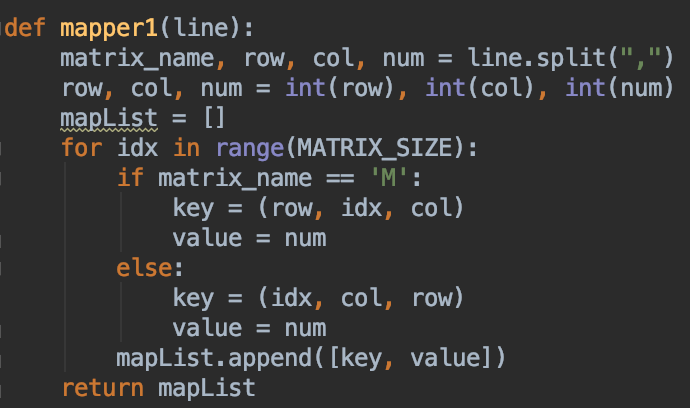 def mapper1(line):
    matrix_name, row, col, num = line.split(",")
    row, col, num = int(row), int(col), int(num)
    mapList = []
    for idx in range(MATRIX_SIZE):
        if matrix_name == 'M':
            key = (row, idx, col)
            value = num
        else:
            key = (idx, col, row)
            value = num
        mapList.append([key, value])
    return mapList